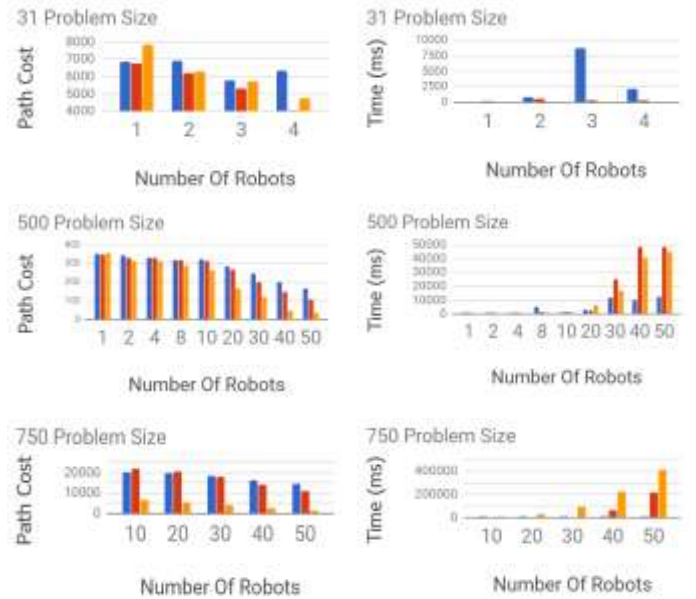 31 Problem Size
Path Cost
8000
7000
6000
5000
4000
1 2 3 4
Number Of Robots
31 Problem Size
Time (ms)
10000
7500
5000
2500
0
1 2 3 4
Number Of Robots
500 Problem Size
Path Cost
1 2 4 8 10 20 30 40 50
Number Of Robots
500 Problem Size
Time (ms)
50000
40000
30000
20000
10000
0
1 2 4 8 10 20 30 40 50
Number Of Robots
750 Problem Size
Path Cost
20000
10000
0
10 20 30 40 50
Number Of Robots
750 Problem Size
Time (ms)
400000
200000
0
10 20 30 40 50
Number Of Robots